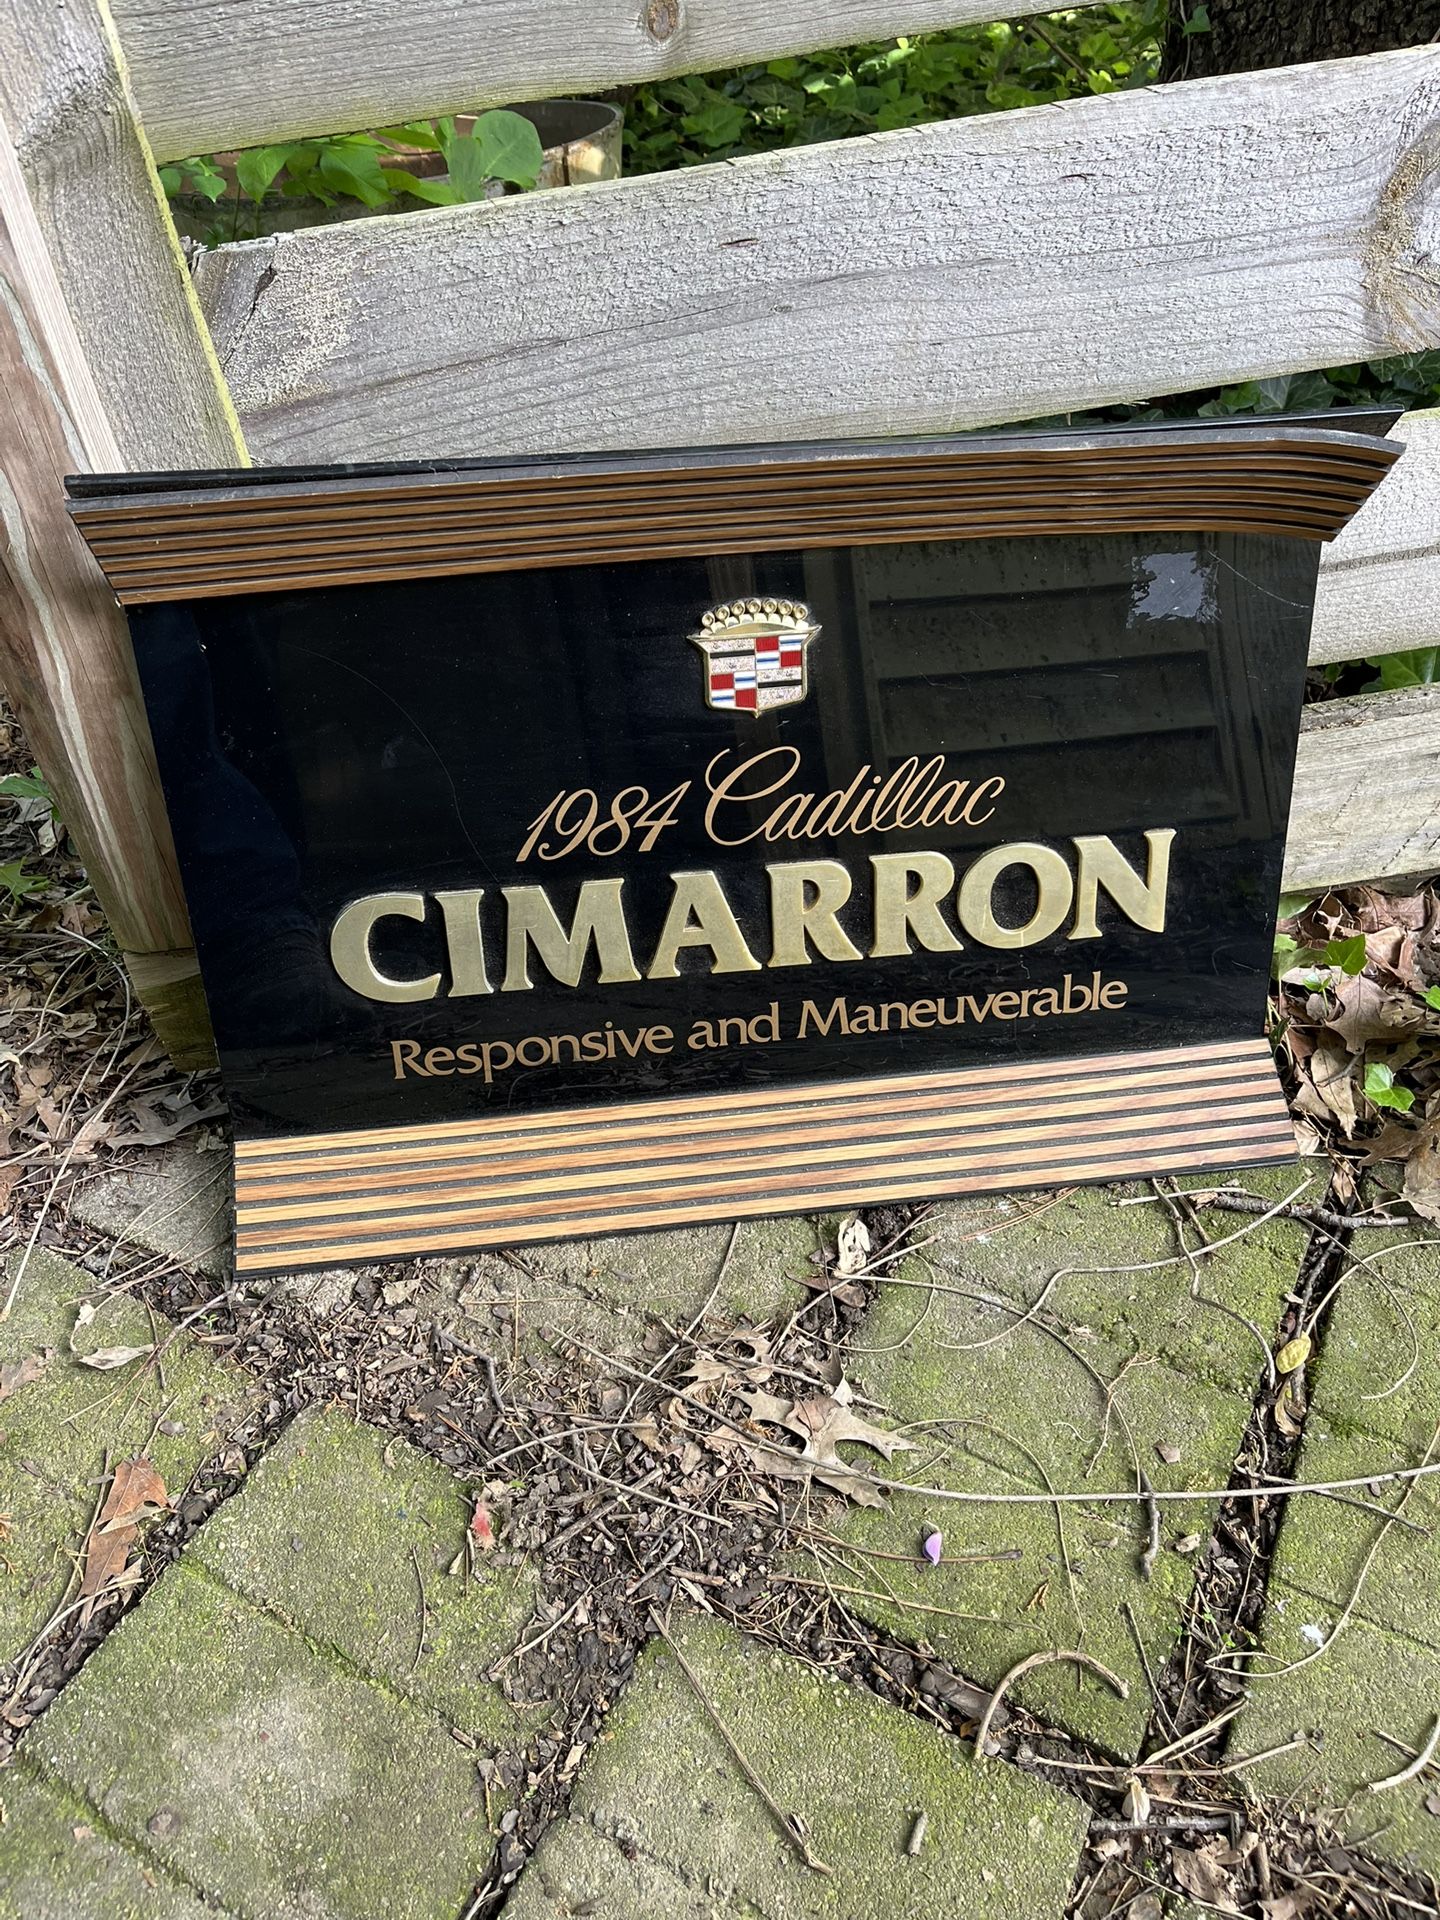 1984 Cadillac
CIMARRON
Responsive and Maneuverable